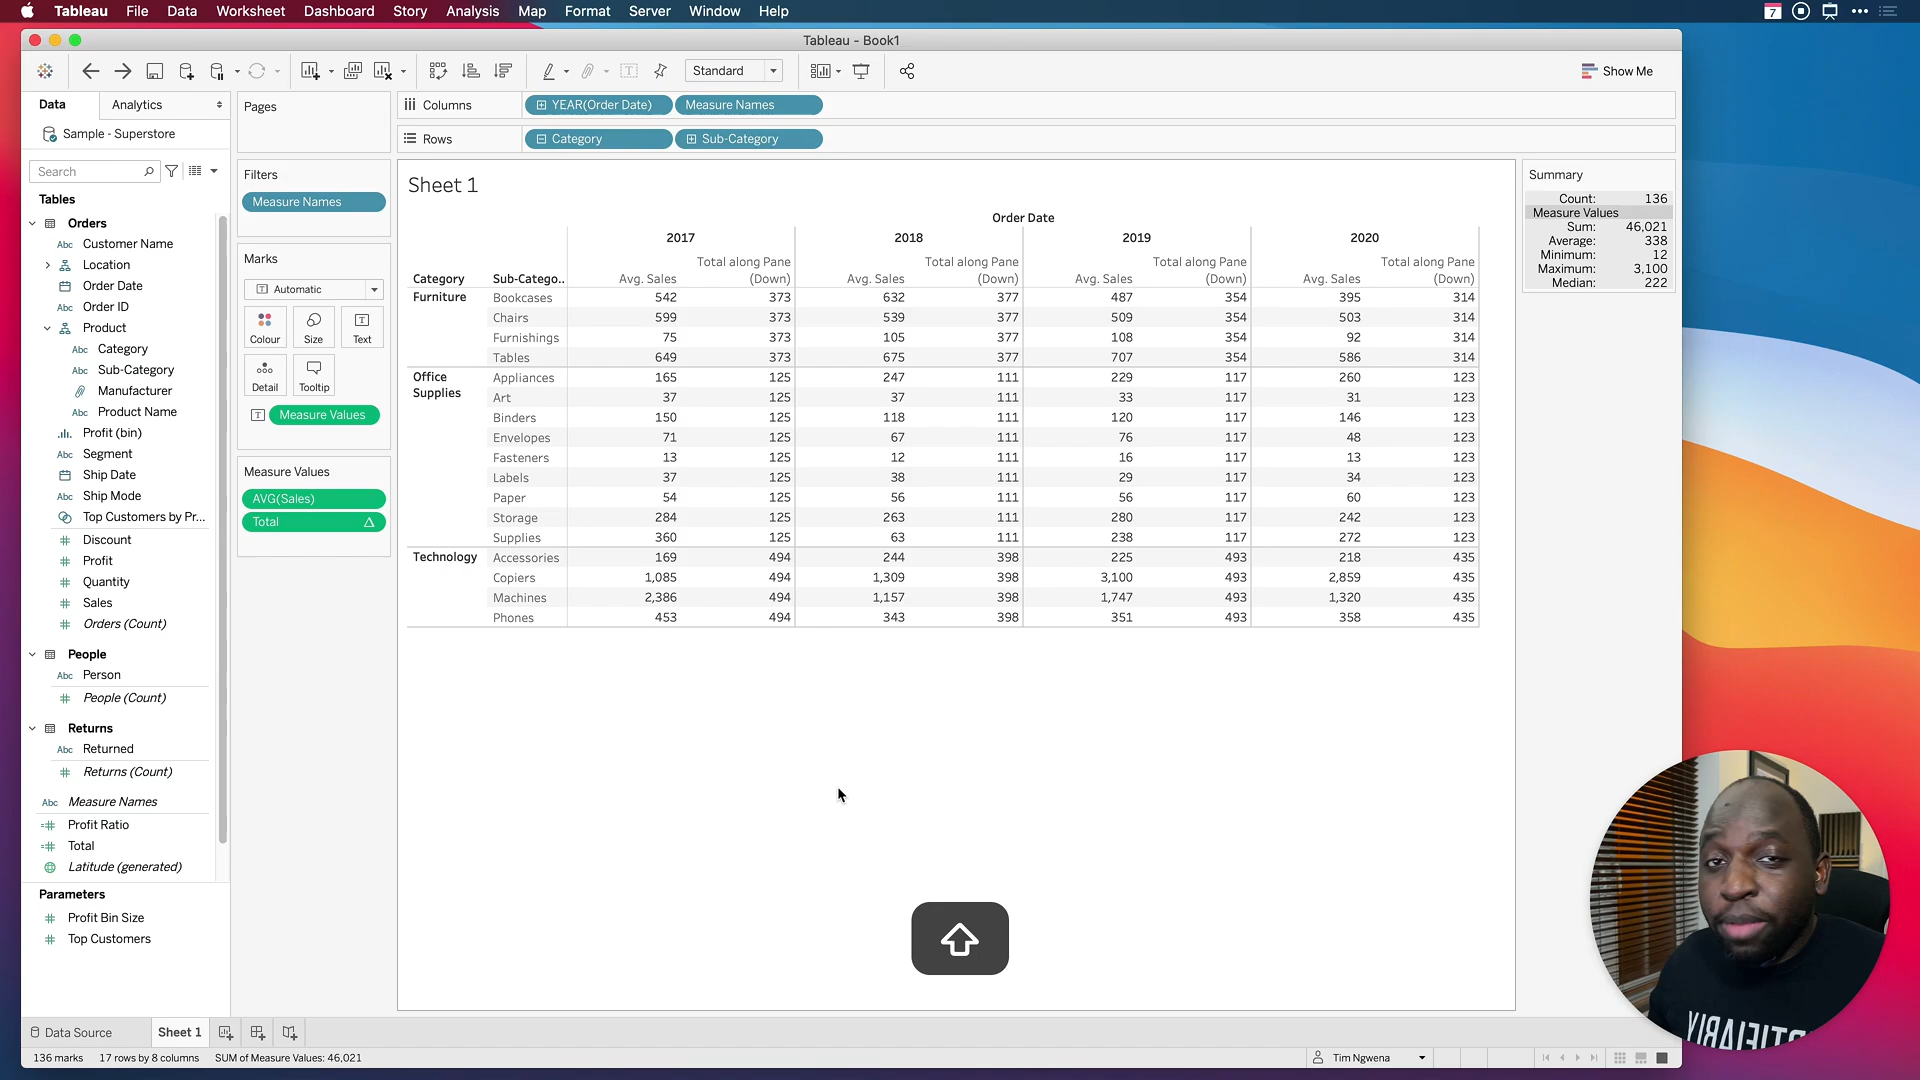 Tableau File Data Worksheet Dashboard Story Analysis Map Format Server Window Help 7
Tableau - Book1
Standard Show Me
Data Analytics
Sample - Superstore
Search
Tables
Orders
Abc Customer Name
Location
Order Date
Abc Order ID
Product
Abc Category
Abc Sub-Category
Manufacturer
Abc Product Name
Profit (bin)
Abc Segment
Ship Date
Abc Ship Mode
Top Customers by Pr...
# Discount
# Profit
# Quantity
# Sales
# Orders (Count)
People
Abc Person
# People (Count)
Returns
Abc Returned
# Returns (Count)
Abc Measure Names
=# Profit Ratio
=# Total
Latitude (generated)
Parameters
# Profit Bin Size
# Top Customers
Pages
Filters
Measure Names
Marks
Automatic
Colour Size Text
Detail Tooltip
Measure Values
Measure Values
AVG(Sales)
Total
Columns YEAR(Order Date) Measure Names
Rows Category Sub-Category
Sheet 1
Order Date
2017 2018 2019 2020
Total along Pane Total along Pane Total along Pane Total along Pane
Category Sub-Catego.. Avg. Sales (Down) Avg. Sales (Down) Avg. Sales (Down) Avg. Sales (Down)
Furniture Bookcases 542 373 632 377 487 354 395 314
Chairs 599 373 539 377 509 354 503 314
Furnishings 75 373 105 377 108 354 92 314
Tables 649 373 675 377 707 354 586 314
Office Appliances 165 125 247 111 229 117 260 123
Supplies Art 37 125 37 111 33 117 31 123
Binders 150 125 118 111 120 117 146 123
Envelopes 71 125 67 111 76 117 48 123
Fasteners 13 125 12 111 16 117 13 123
Labels 37 125 38 111 29 117 34 123
Paper 54 125 56 111 56 117 60 123
Storage 284 125 263 111 280 117 242 123
Supplies 360 125 63 111 238 117 272 123
Technology Accessories 169 494 244 398 225 493 218 435
Copiers 1,085 494 1,309 398 3,100 493 2,859 435
Machines 2,386 494 1,157 398 1,747 493 1,320 435
Phones 453 494 343 398 351 493 358 435
Summary
Count: 136
Measure Values
Sum: 46,021
Average: 338
Minimum: 12
Maximum: 3,100
Median: 222
Data Source Sheet 1
136 marks 17 rows by 8 columns SUM of Measure Values: 46,021 Tim Ngwena